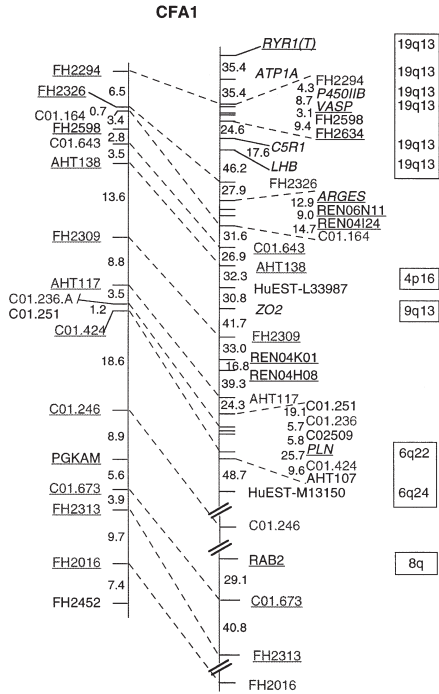 CFA1
RYR1(T) 19q13
35.4
FH2294 ATP1A 19q13
FH2294
6.5 35.4 4.3 P450IIB 19q13
FH2326 8.7 VASP 19q13
0.7 3.1 FH2598
C01.164 3.4 24.6 9.4 FH2634
FH2598
2.8 C5R1 19q13
C01.643 17.6
3.5 LHB 19q13
AHT138 46.2
FH2326
27.9 ARGES
13.6 12.9 REN06N11
9.0 REN04I24
31.6 14.7 C01.164
FH2309 C01.643
26.9
8.8 AHT138
32.3 4p16
HuEST-L33987
AHT117 30.8
3.5 ZO2 9q13
C01.236.A
C01.251 1.2 41.7
C01.424 FH2309
33.0
18.6 REN04K01
16.8 REN04H08
39.3
AHT117
24.3 C01.251
C01.246 19.1 C01.236
5.7 C02509
8.9 5.8 PLN 6q22
25.7 C01.424
PGKAM 48.7 9.6 AHT107
5.6 HuEST-M13150 6q24
C01.673
3.9
FH2313 C01.246
9.7
RAB2 8q
FH2016 29.1
7.4 C01.673
FH2452
40.8
FH2313
FH2016